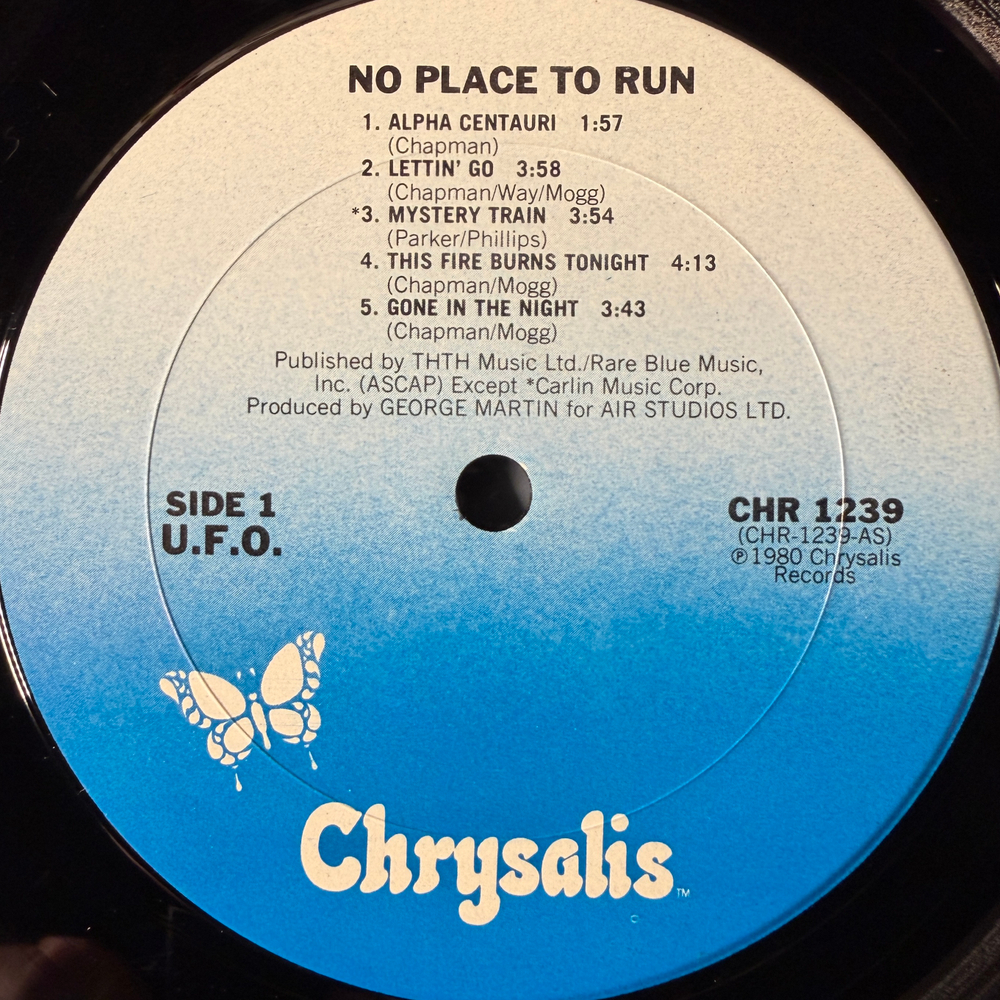 NO PLACE TO RUN
1. ALPHA CENTAURI 1:57
(Chapman)
2. LETTIN' GO 3:58
(Chapman/Way/Mogg)
*3. MYSTERY TRAIN 3:54
(Parker/Phillips)
4. THIS FIRE BURNS TONIGHT 4:13
(Chapman/Mogg)
5. GONE IN THE NIGHT 3:43
(Chapman/Mogg)
Published by THTH Music Ltd./Rare Blue Music,
Inc. (ASCAP) Except *Carlin Music Corp.
Produced by GEORGE MARTIN for AIR STUDIOS LTD.
SIDE 1
U.F.O.
CHR 1239
(CHR-1239-AS)
℗ 1980 Chrysalis
Records
Chrysalis™